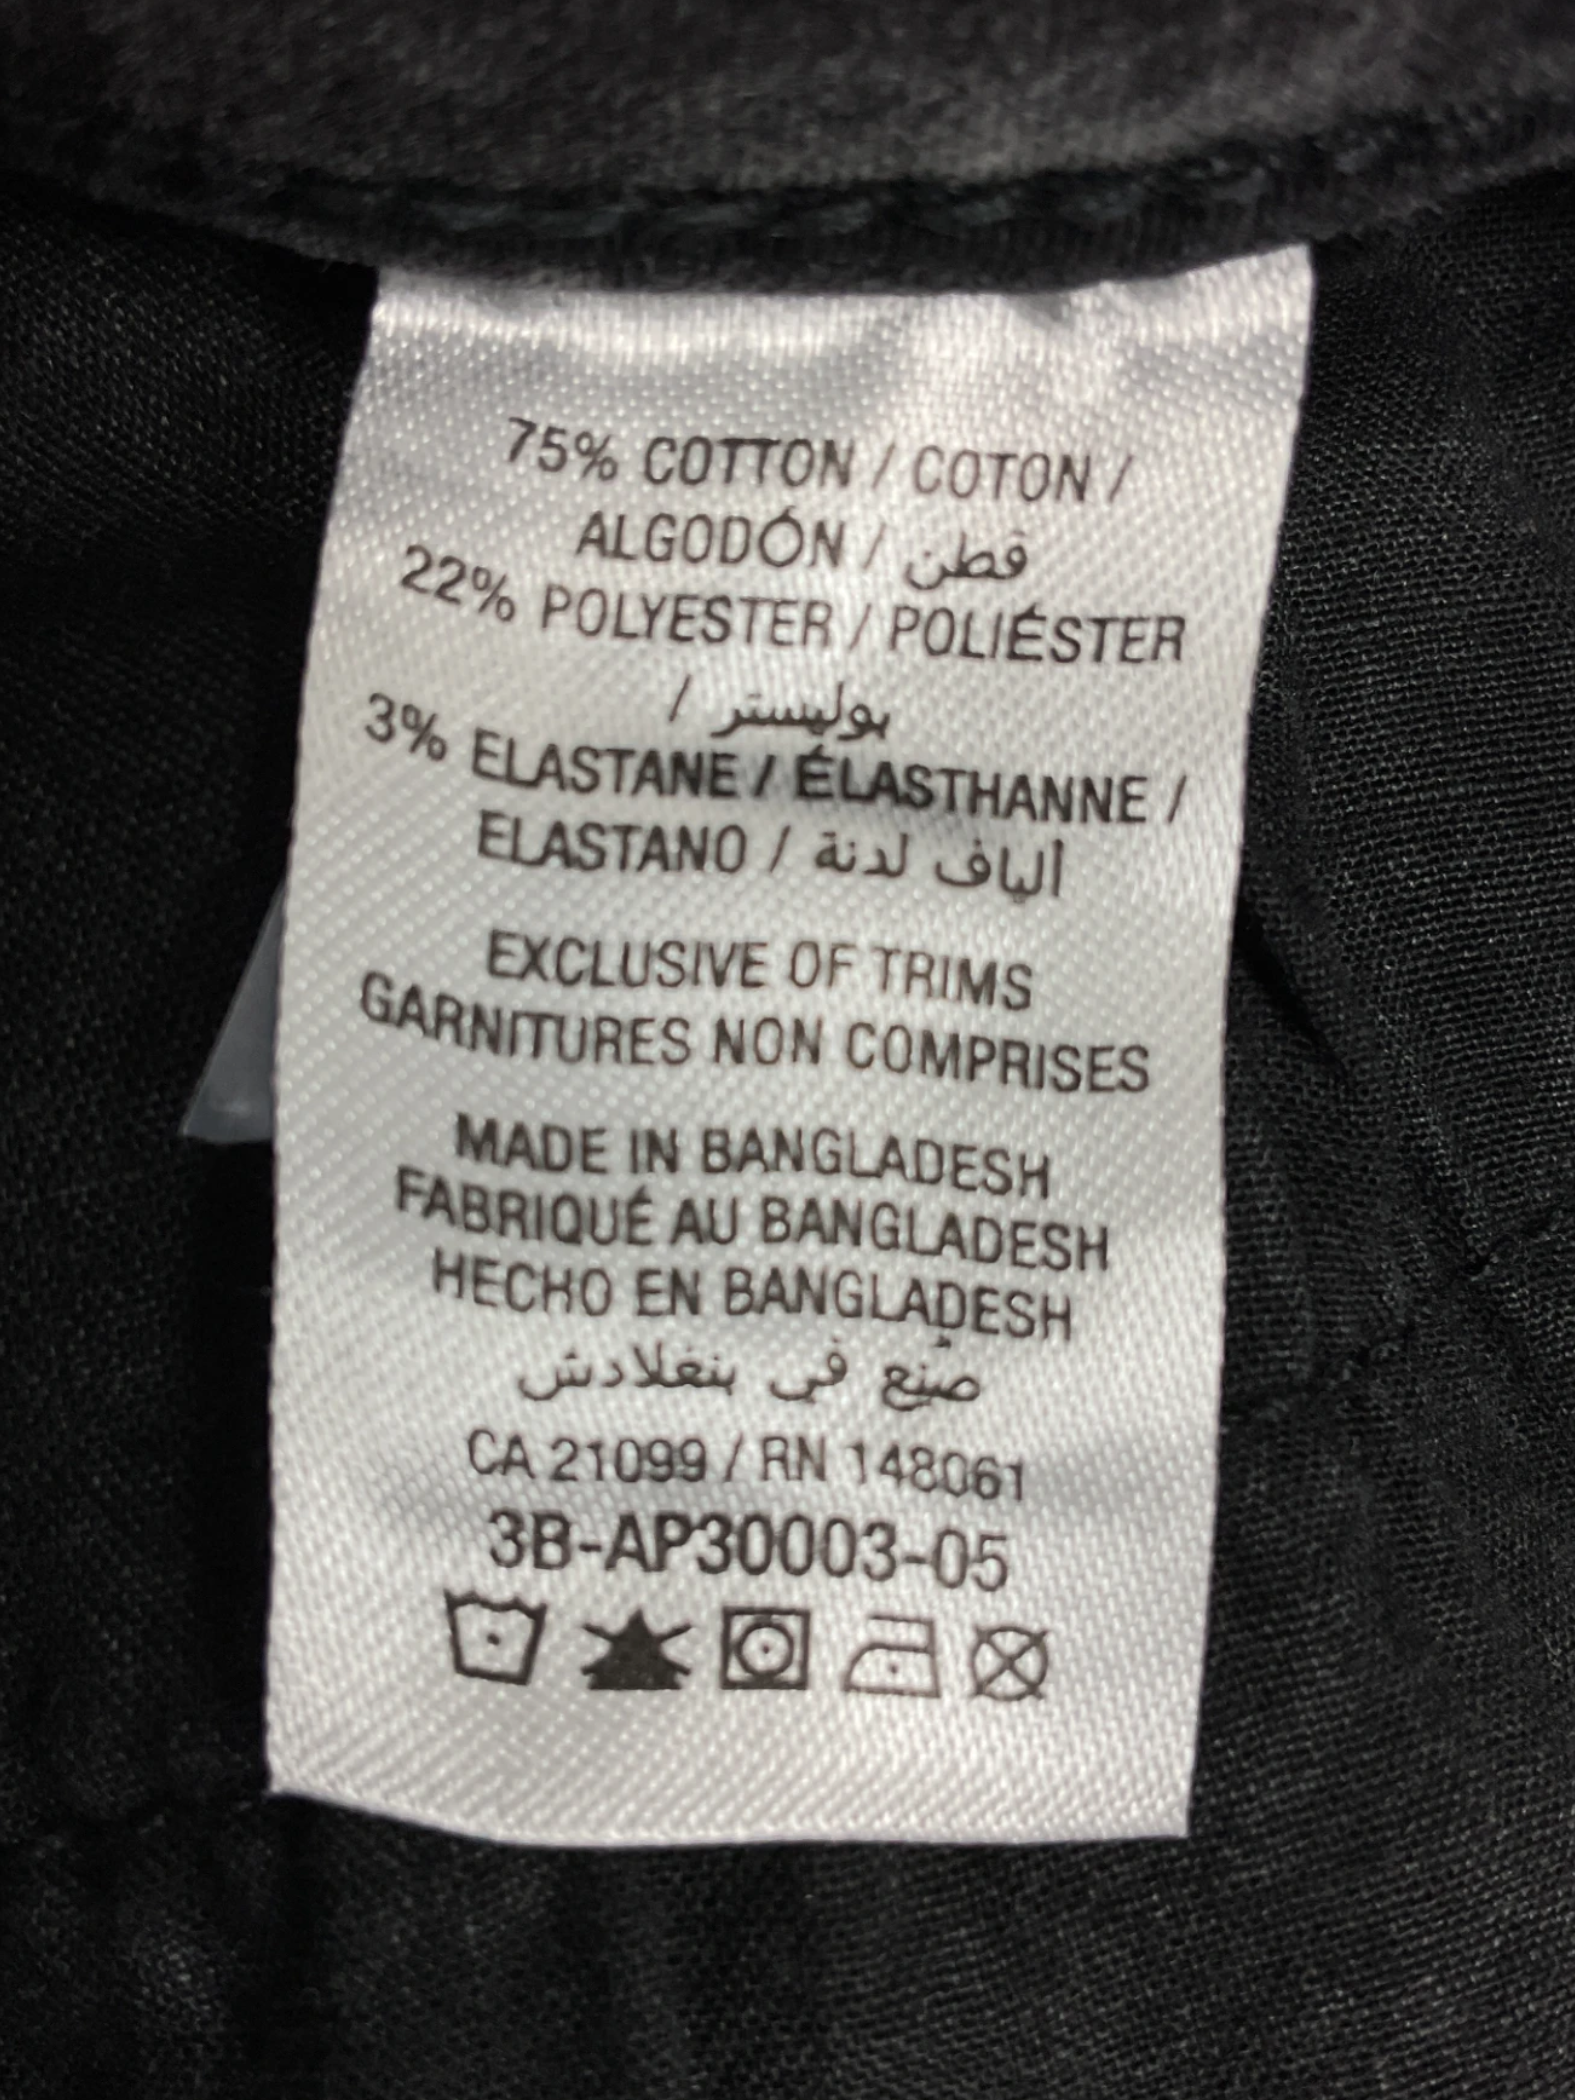 75% COTTON / COTON /
ALGODÓN / قطن
22% POLYESTER / POLIÉSTER
/ بوليستر
3% ELASTANE / ÉLASTHANNE /
ELASTANO / ألياف لدنة
EXCLUSIVE OF TRIMS
GARNITURES NON COMPRISES
MADE IN BANGLADESH
FABRIQUÉ AU BANGLADESH
HECHO EN BANGLADESH
صنِع في بنغلادش
CA 21099 / RN 148061
3B-AP30003-05